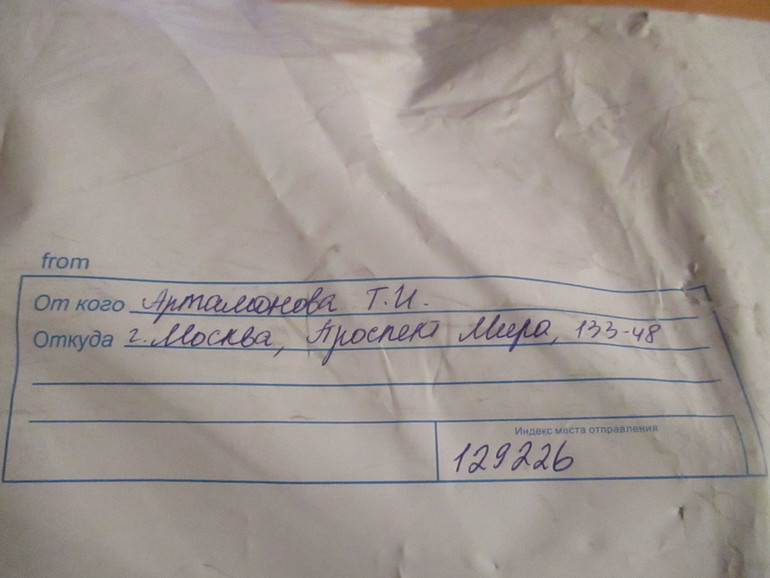 from
От кого Артамонова Т.И.
Откуда г. Москва, Проспект Мира, 133-48
Индекс места отправления
129226